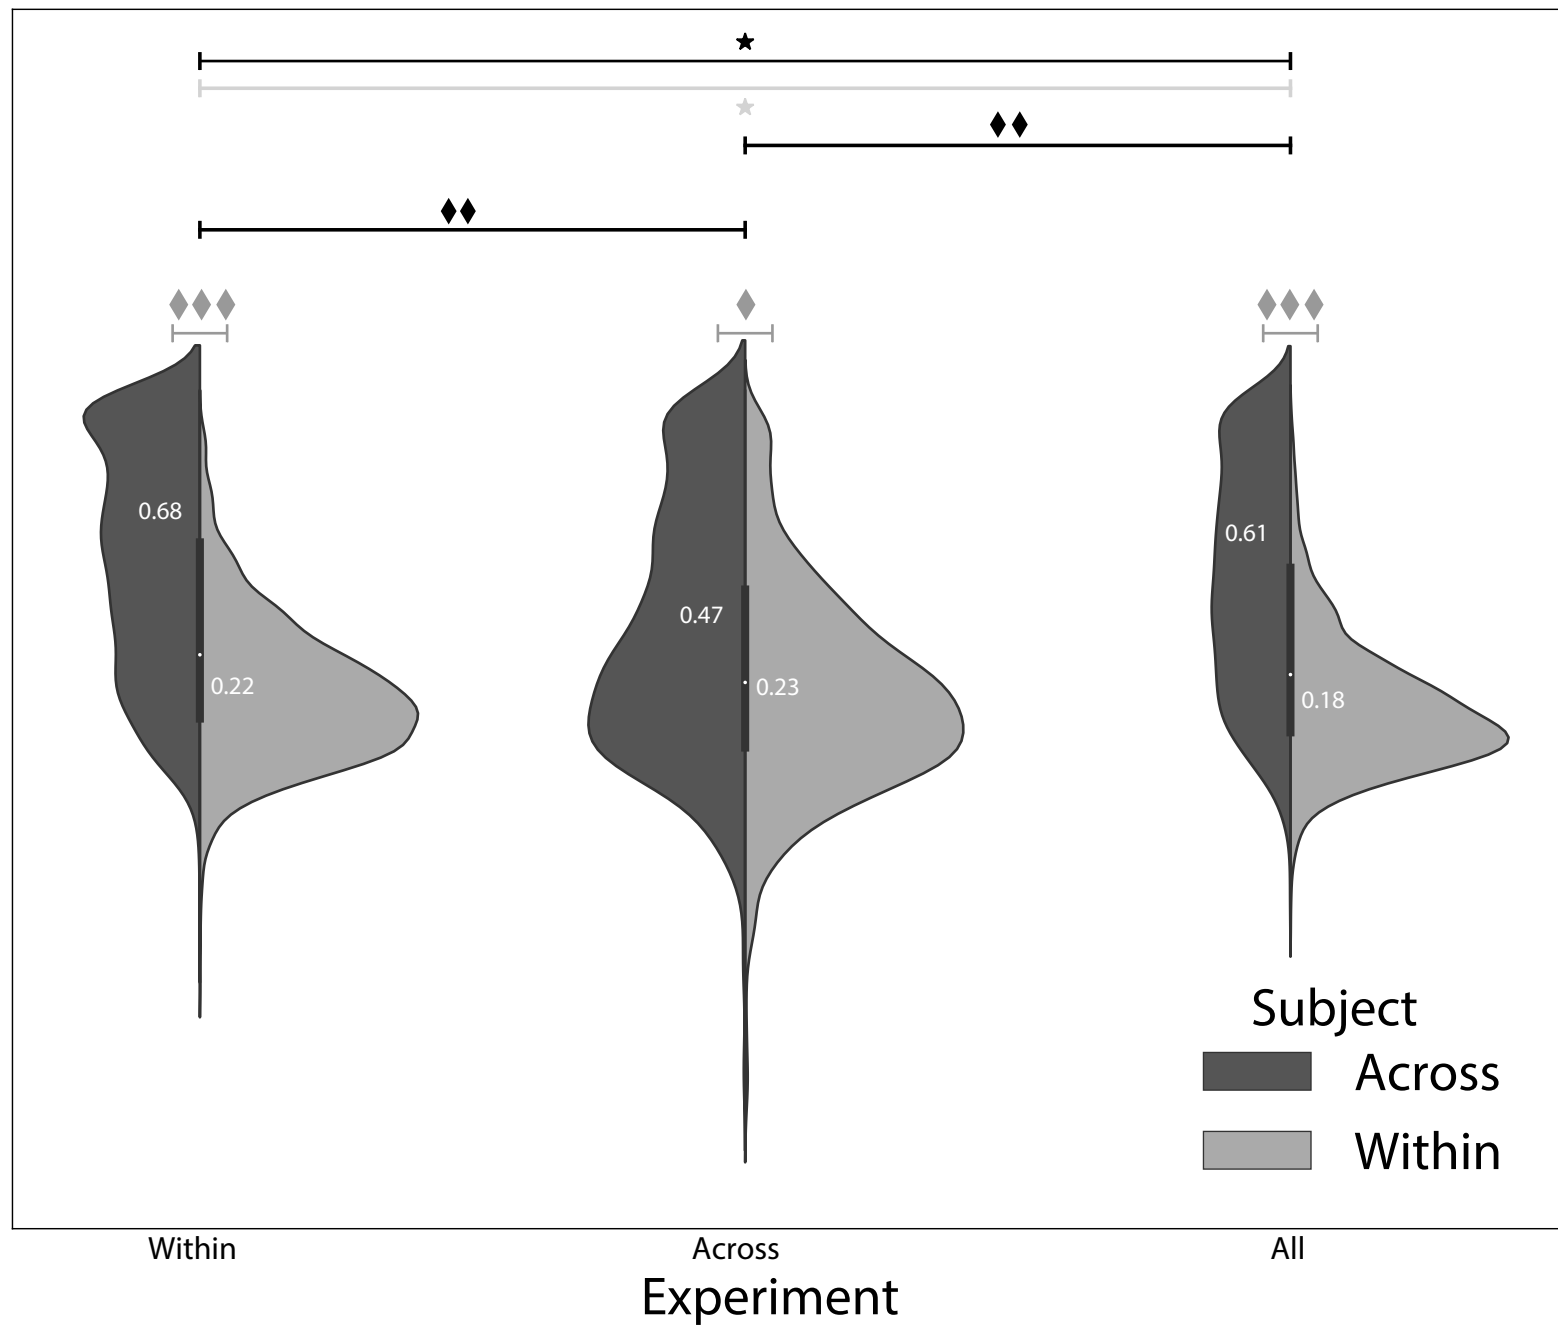 0.68
0.22
0.47
0.23
0.61
0.18
Subject
Across
Within
Within
Across
All
Experiment